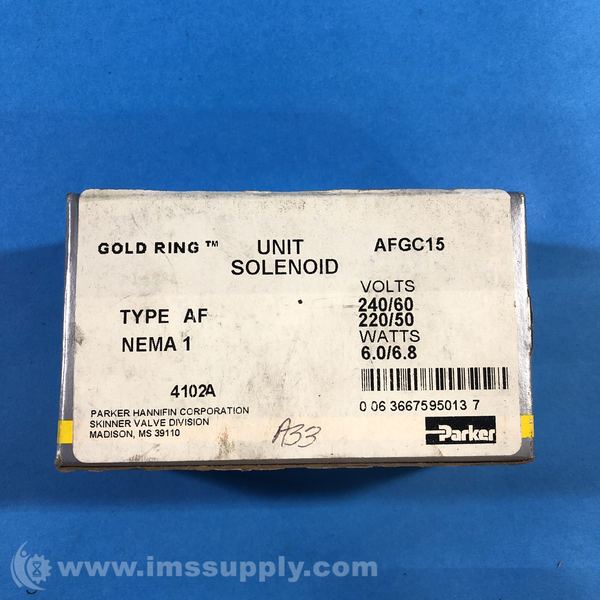 GOLD RING ™ UNIT SOLENOID AFGC15
VOLTS
240/60
220/50
WATTS
6.0/6.8
TYPE AF
NEMA 1
4102A
PARKER HANNIFIN CORPORATION
SKINNER VALVE DIVISION
MADISON, MS 39110
A33
0 06 3667595013 7
Parker
www.imssupply.com